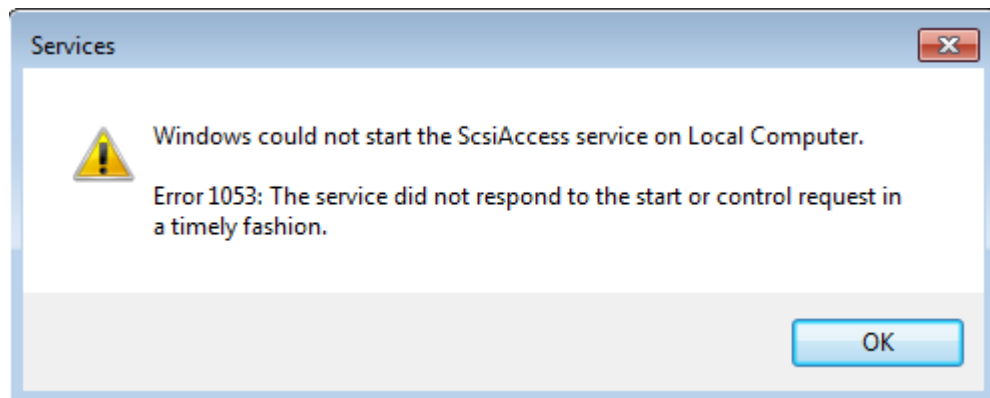 Services
Windows could not start the ScsiAccess service on Local Computer.
Error 1053: The service did not respond to the start or control request in
a timely fashion.
OK